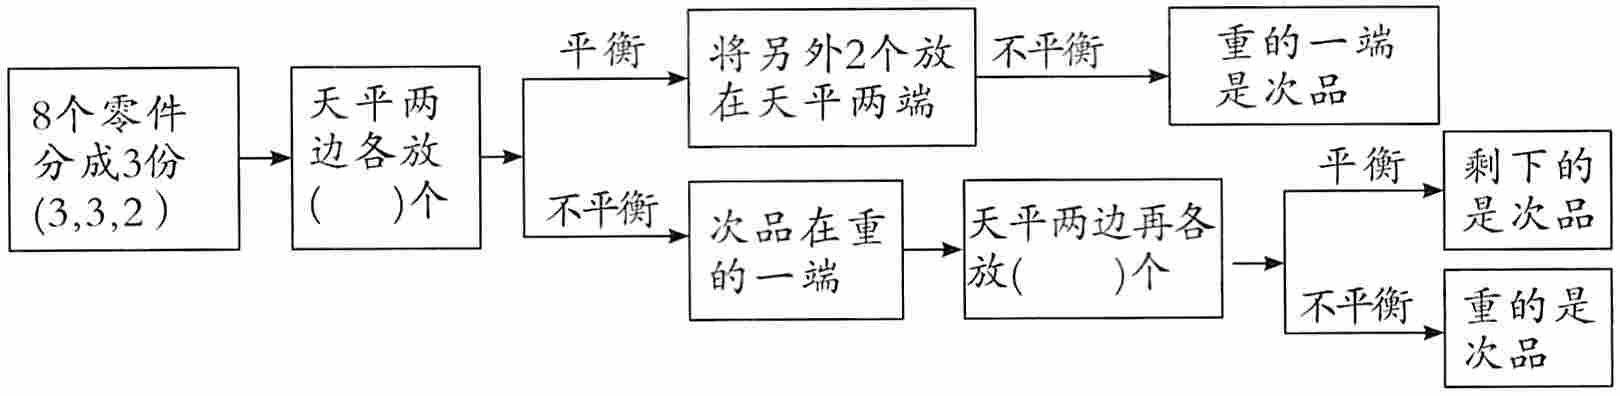 8个零件
分成3份
(3,3,2)
天平两
边各放
(　　)个
平衡
将另外2个放
在天平两端
不平衡
重的一端
是次品
不平衡
次品在重
的一端
天平两边再各
放(　　)个
平衡
剩下的
是次品
不平衡
重的是
次品